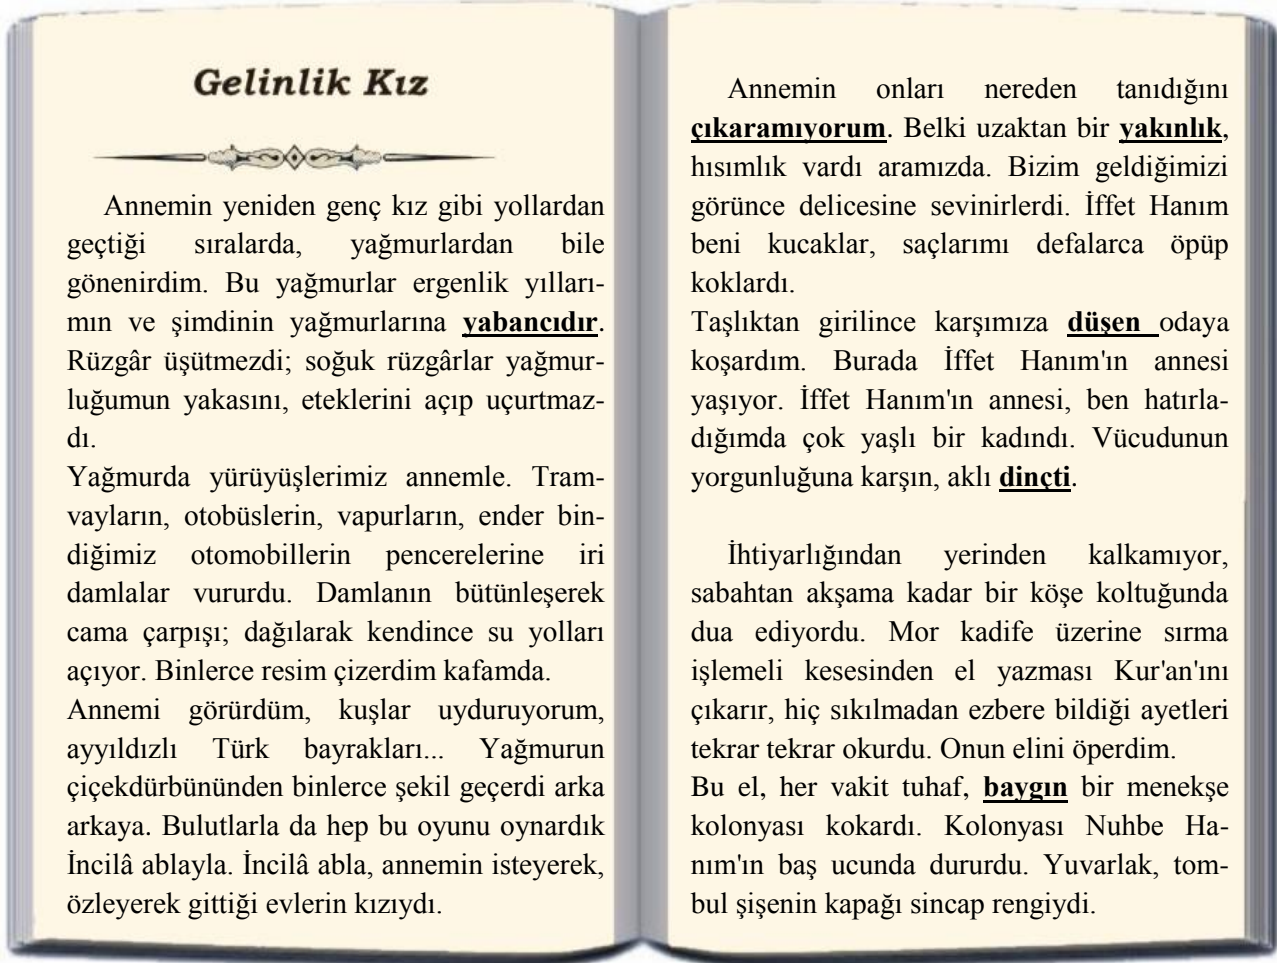 Gelinlik Kız
Annemin yeniden genç kız gibi yollardan
geçtiği sıralarda, yağmurlardan bile
gönenirdim. Bu yağmurlar ergenlik yılları-
mın ve şimdinin yağmurlarına yabancıdır.
Rüzgâr üşütmezdi; soğuk rüzgârlar yağmur-
luğumun yakasını, eteklerini açıp uçurtmaz-
dı.
Yağmurda yürüyüşlerimiz annemle. Tram-
vayların, otobüslerin, vapurların, ender bin-
diğimiz otomobillerin pencerelerine iri
damlalar vururdu. Damlanın bütünleşerek
cama çarpışı; dağılarak kendince su yolları
açıyor. Binlerce resim çizerdim kafamda.
Annemi görürdüm, kuşlar uyduruyorum,
ayyıldızlı Türk bayrakları... Yağmurun
çiçekdürbününden binlerce şekil geçerdi arka
arkaya. Bulutlarla da hep bu oyunu oynardık
İncilâ ablayla. İncilâ abla, annemin isteyerek,
özleyerek gittiği evlerin kızıydı.
Annemin onları nereden tanıdığını
çıkaramıyorum. Belki uzaktan bir yakınlık,
hısımlık vardı aramızda. Bizim geldiğimizi
görünce delicesine sevinirlerdi. İffet Hanım
beni kucaklar, saçlarımı defalarca öpüp
koklardı.
Taşlıktan girilince karşımıza düşen odaya
koşardım. Burada İffet Hanım'ın annesi
yaşıyor. İffet Hanım'ın annesi, ben hatırla-
dığımda çok yaşlı bir kadındı. Vücudunun
yorgunluğuna karşın, aklı dinçti.
İhtiyarlığından yerinden kalkamıyor,
sabahtan akşama kadar bir köşe koltuğunda
dua ediyordu. Mor kadife üzerine sırma
işlemeli kesesinden el yazması Kur'an'ını
çıkarır, hiç sıkılmadan ezbere bildiği ayetleri
tekrar tekrar okurdu. Onun elini öperdim.
Bu el, her vakit tuhaf, baygın bir menekşe
kolonyası kokardı. Kolonyası Nuhbe Ha-
nım'ın baş ucunda dururdu. Yuvarlak, tom-
bul şişenin kapağı sincap rengiydi.